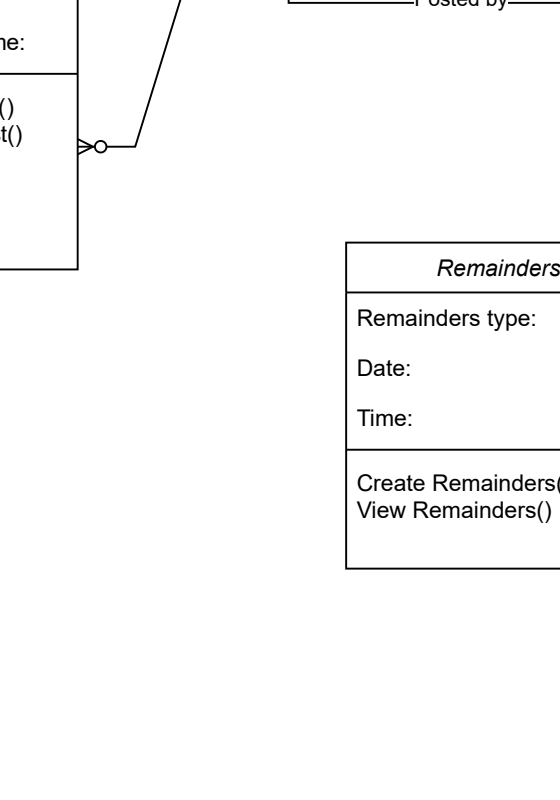 Posted by
me:
()
t()
Remainders
Remainders type:
Date:
Time:
Create Remainders(
View Remainders()